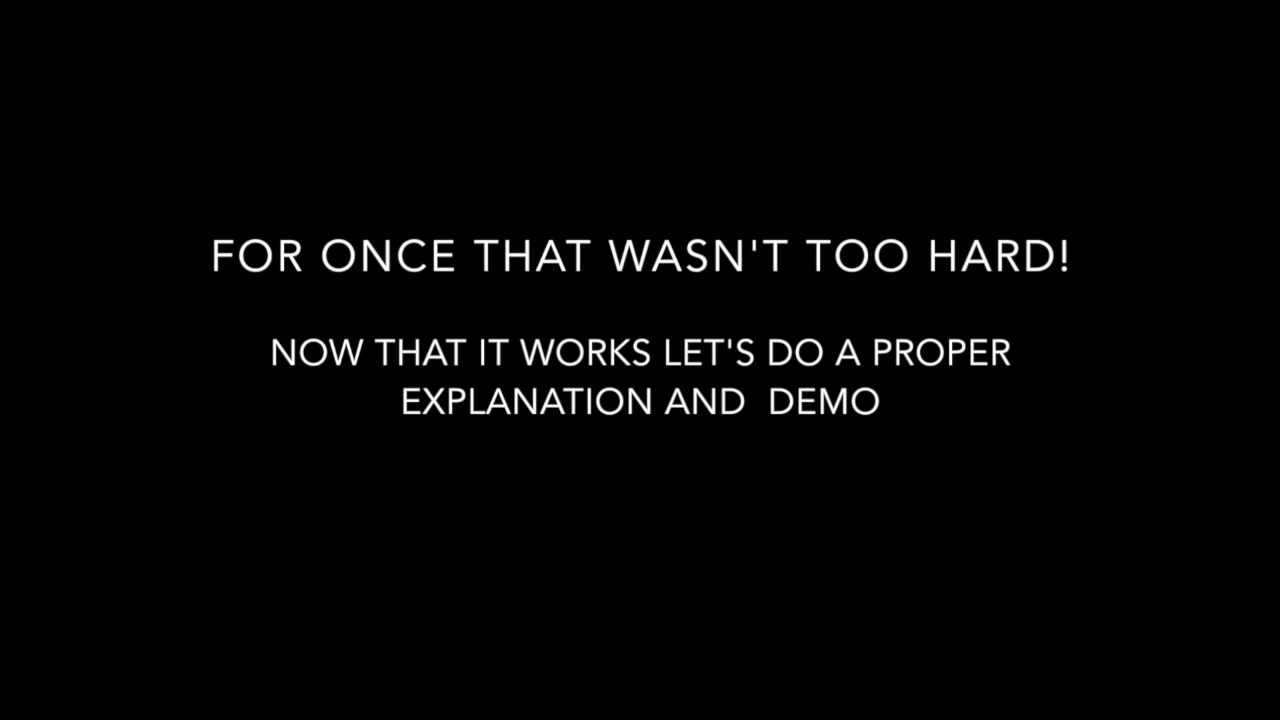 FOR ONCE THAT WASN'T TOO HARD!
NOW THAT IT WORKS LET'S DO A PROPER
EXPLANATION AND  DEMO